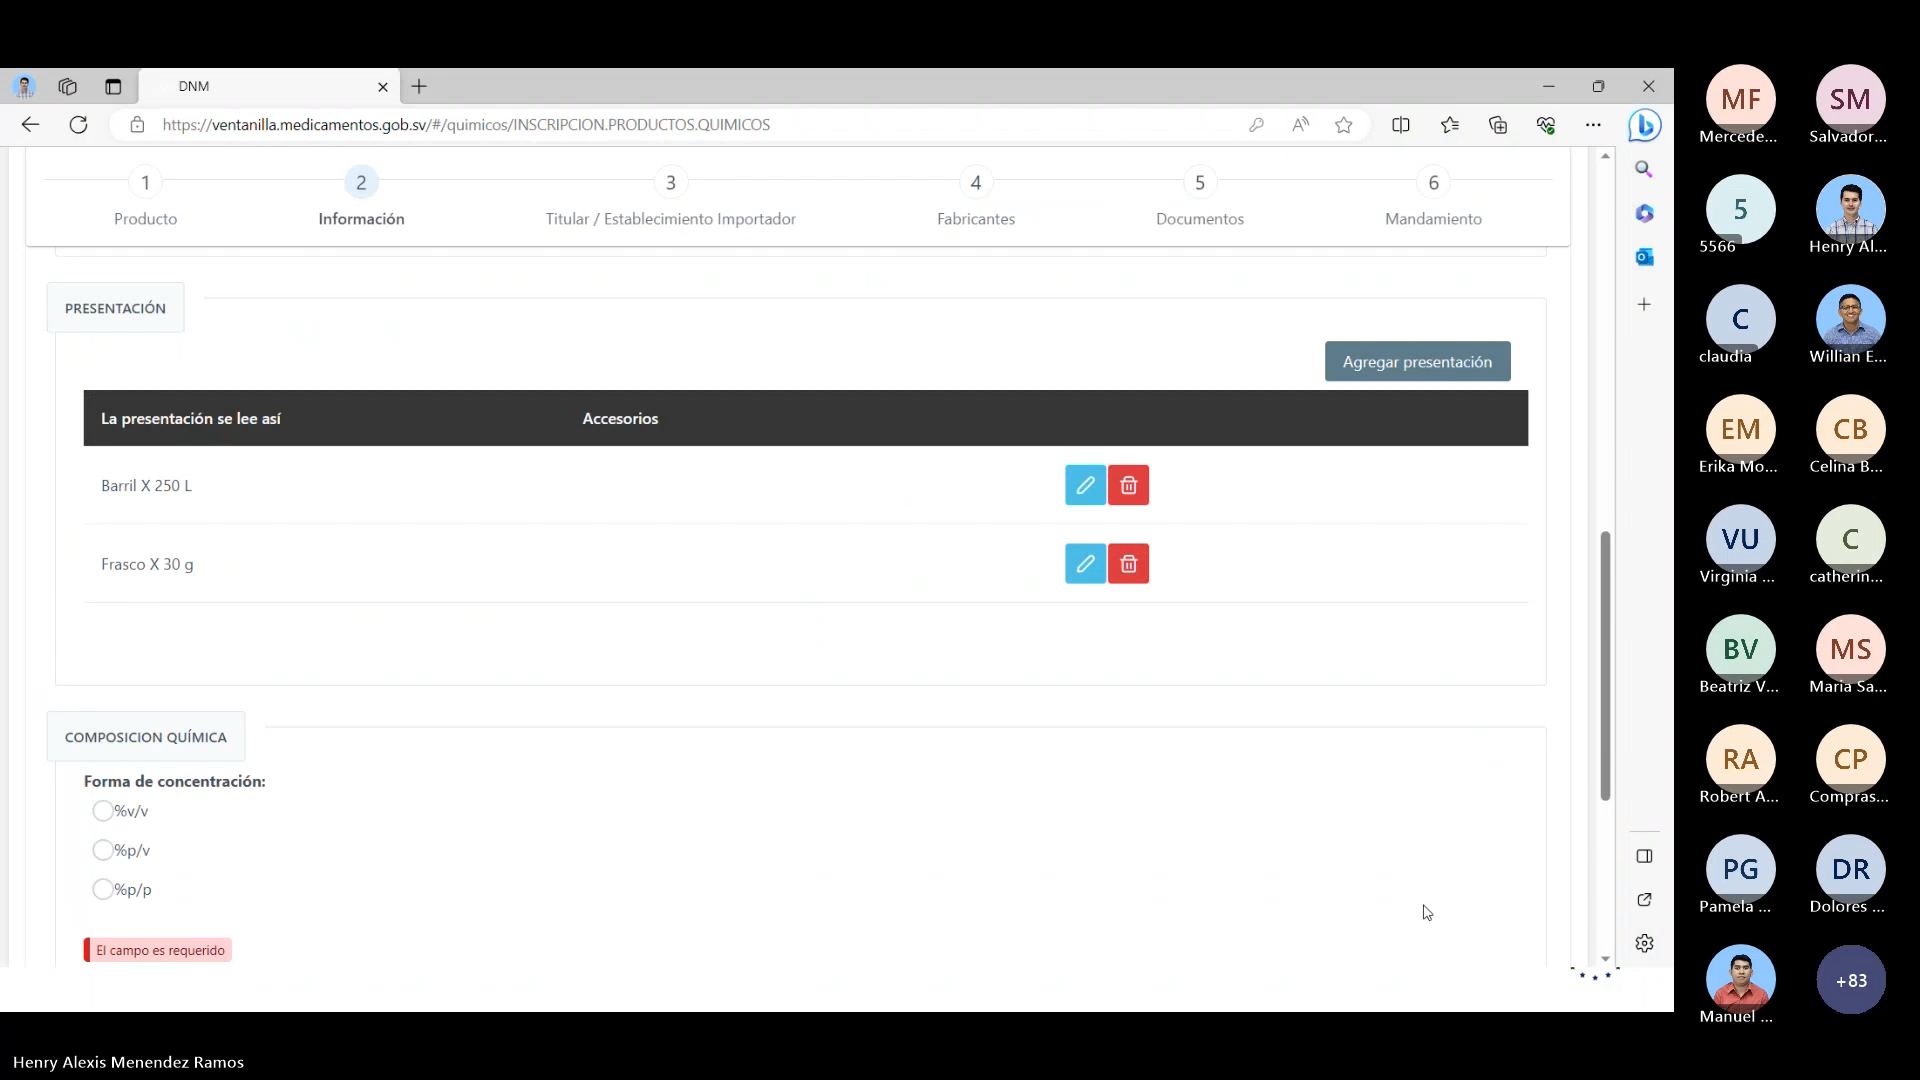 DNM
https://ventanilla.medicamentos.gob.sv/#/quimicos/INSCRIPCION.PRODUCTOS.QUIMICOS
1
Producto
2
Información
3
Titular / Establecimiento Importador
4
Fabricantes
5
Documentos
6
Mandamiento
PRESENTACIÓN
Agregar presentación
La presentación se lee así
Accesorios
Barril X 250 L
Frasco X 30 g
COMPOSICION QUÍMICA
Forma de concentración:
%v/v
%p/v
%p/p
El campo es requerido
MF
Mercede...
SM
Salvador...
5
5566
Henry Al...
C
claudia
Willian E...
EM
Erika Mo...
CB
Celina B...
VU
Virginia ...
C
catherin...
BV
Beatriz V...
MS
Maria Sa...
RA
Robert A...
CP
Compras...
PG
Pamela ...
DR
Dolores ...
Manuel ...
+83
Henry Alexis Menendez Ramos